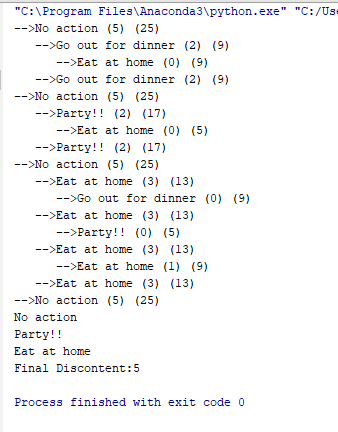 "C:\Program Files\Anaconda3\python.exe" "C:/Use
-->No action (5) (25)
-->Go out for dinner (2) (9)
-->Eat at home (0) (9)
-->Go out for dinner (2) (9)
-->No action (5) (25)
-->Party!! (2) (17)
-->Eat at home (0) (5)
-->Party!! (2) (17)
-->No action (5) (25)
-->Eat at home (3) (13)
-->Go out for dinner (0) (9)
-->Eat at home (3) (13)
-->Party!! (0) (5)
-->Eat at home (3) (13)
-->Eat at home (1) (9)
-->Eat at home (3) (13)
-->No action (5) (25)
No action
Party!!
Eat at home
Final Discontent:5
Process finished with exit code 0